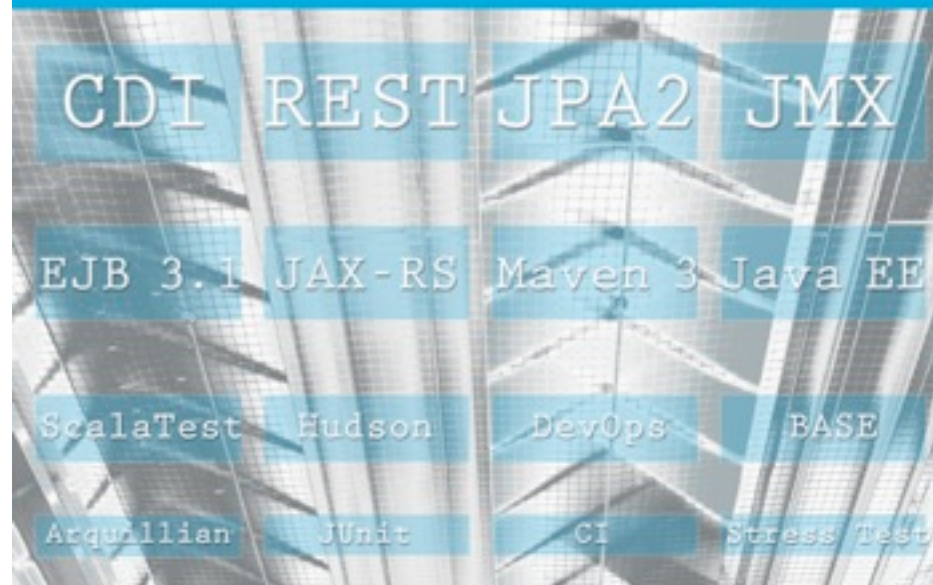 CDI REST JPA2 JMX
EJB 3.1 JAX-RS Maven 3 Java EE
ScalaTest Hudson DevOps BASE
Arquillian JUnit CI Stress Test